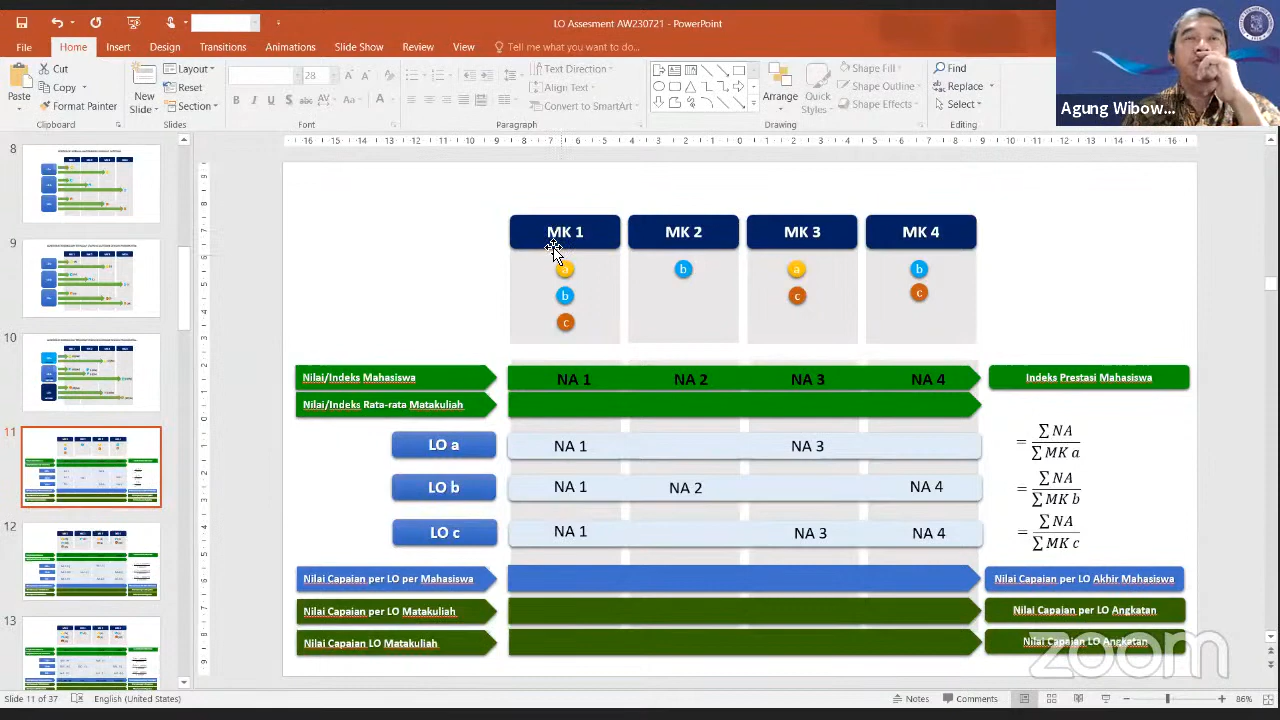 LO Assesment AW230721 - PowerPoint
File Home Insert Design Transitions Animations Slide Show Review View Tell me what you want to do...
Paste
Cut
Copy
Format Painter
Clipboard
New Slide
Layout
Reset
Section
Slides
28
Font
Text Direction
Align Text
Convert to SmartArt
Paragraph
Arrange
Quick Styles
Shape Fill
Shape Outline
Shape Effects
Drawing
Find
Replace
Select
Editing
Agung Wibow...
8
9
10
11
12
13
MK 1 MK 2 MK 3 MK 4
a b a b
b c c
c
Nilai/Indeks Mahasiswa NA 1 NA 2 NA 3 NA 4 Indeks Prestasi Mahasiswa
Nilai/Indeks Rata-rata Matakuliah
LO a NA 1 NA 3 = ∑ NA / ∑ MK a
LO b NA 1 NA 2 NA 4 = ∑ NA / ∑ MK b
LO c NA 1 NA 3 NA 4 = ∑ NA / ∑ MK c
Nilai Capaian per LO per Mahasiswa Nilai Capaian per LO Akhir Mahasiswa
Nilai Capaian per LO Matakuliah Nilai Capaian per LO Angkatan
Nilai Capaian LO Matakuliah Nilai Capaian LO Angkatan
zoom
Slide 11 of 37 English (United States) Notes Comments 86%